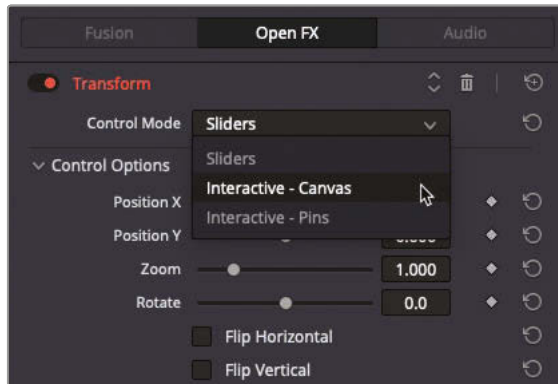 Fusion Open FX Audio
Transform
Control Mode Sliders
Sliders
Control Options
Interactive - Canvas
Position X
Interactive - Pins
Position Y
Zoom 1.000
Rotate 0.0
Flip Horizontal
Flip Vertical